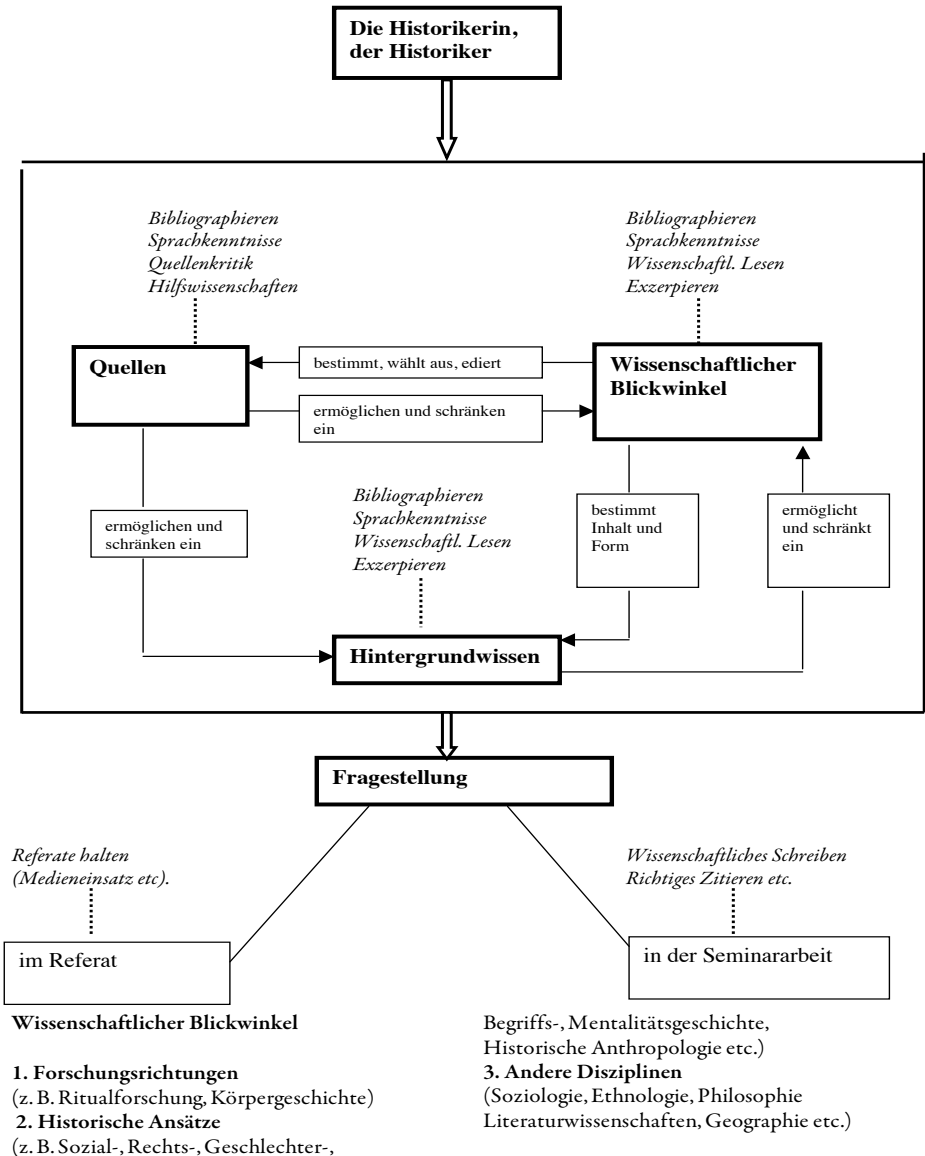 Die Historikerin,
der Historiker
Bibliographieren
Sprachkenntnisse
Quellenkritik
Hilfswissenschaften
Bibliographieren
Sprachkenntnisse
Wissenschaftl. Lesen
Exzerpieren
Quellen
bestimmt, wählt aus, ediert
Wissenschaftlicher
Blickwinkel
ermöglichen und schränken
ein
ermöglichen und
schränken ein
Bibliographieren
Sprachkenntnisse
Wissenschaftl. Lesen
Exzerpieren
bestimmt
Inhalt und
Form
ermöglicht
und schränkt
ein
Hintergrundwissen
Fragestellung
Referate halten
(Medieneinsatz etc).
Wissenschaftliches Schreiben
Richtiges Zitieren etc.
im Referat
in der Seminararbeit
Wissenschaftlicher Blickwinkel
1. Forschungsrichtungen
(z. B. Ritualforschung, Körpergeschichte)
2. Historische Ansätze
(z. B. Sozial-, Rechts-, Geschlechter-,
Begriffs-, Mentalitätsgeschichte,
Historische Anthropologie etc.)
3. Andere Disziplinen
(Soziologie, Ethnologie, Philosophie
Literaturwissenschaften, Geographie etc.)